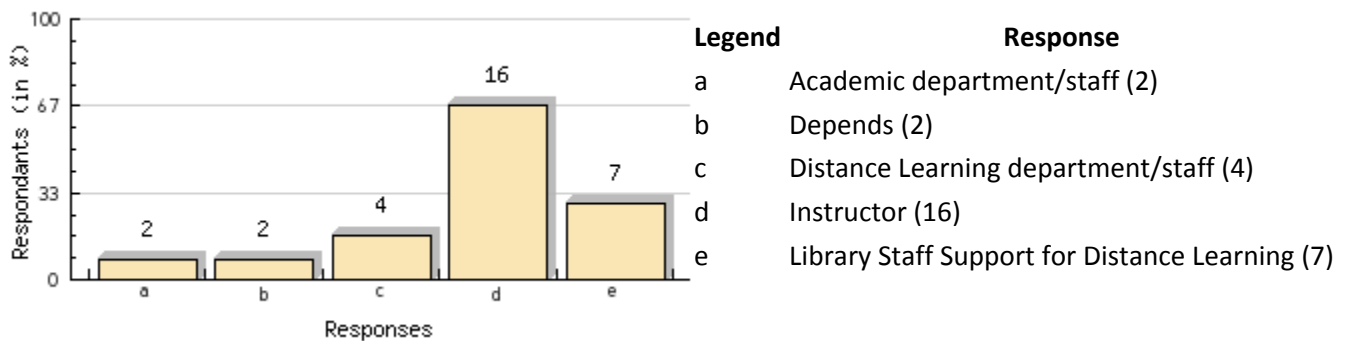 100
67
33
0
Respondants (in %)
2
2
4
16
7
a
b
c
d
e
Responses
Legend Response
a Academic department/staff (2)
b Depends (2)
c Distance Learning department/staff (4)
d Instructor (16)
e Library Staff Support for Distance Learning (7)